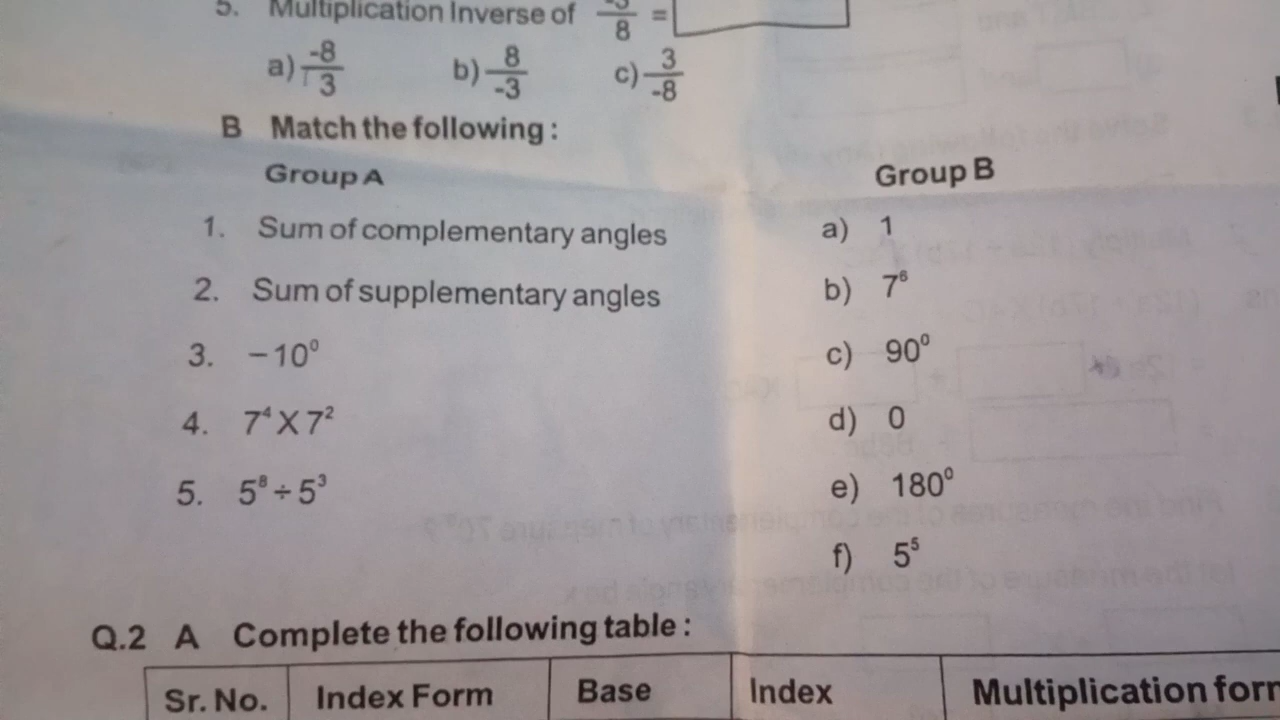 5. Multiplication Inverse of -3/8 =
a) -8/3 b) 8/-3 c) 3/-8
B Match the following :
Group A Group B
1. Sum of complementary angles a) 1
2. Sum of supplementary angles b) 7⁶
3. −10⁰ c) 90⁰
4. 7⁴ X 7² d) 0
5. 5⁸ ÷ 5³ e) 180⁰
f) 5⁵
Q.2 A Complete the following table :
Sr. No. Index Form Base Index Multiplication form